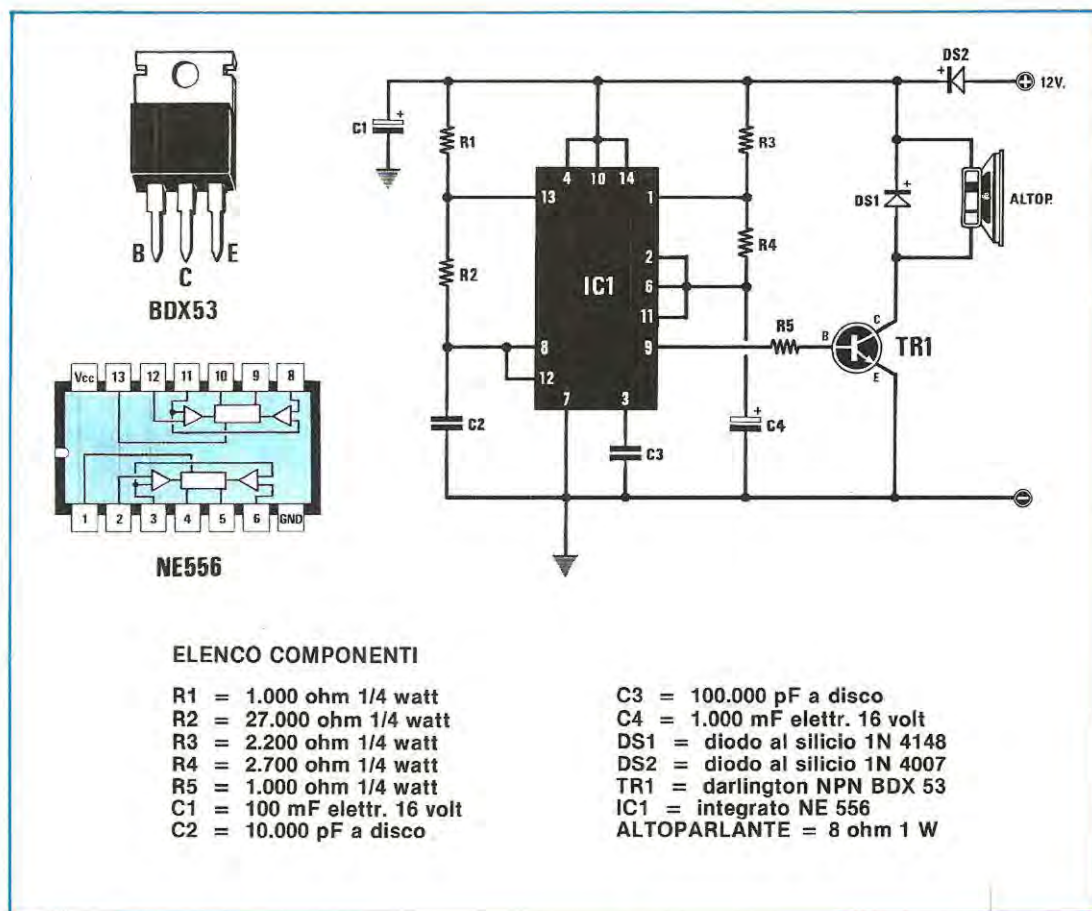 B
C
E
BDX53
Vcc 13 12 11 10 9 8
1 2 3 4 5 6 GND
NE556
DS2
+
12V.
C1
+
R1
R3
4 10 14
13
1
DS1
+
ALTOP.
R2
R4
2
IC1
6
11
8
9
R5
B
C
TR1
E
12
7
3
+
C2
C3
C4
ELENCO COMPONENTI
R1 = 1.000 ohm 1/4 watt
R2 = 27.000 ohm 1/4 watt
R3 = 2.200 ohm 1/4 watt
R4 = 2.700 ohm 1/4 watt
R5 = 1.000 ohm 1/4 watt
C1 = 100 mF elettr. 16 volt
C2 = 10.000 pF a disco
C3 = 100.000 pF a disco
C4 = 1.000 mF elettr. 16 volt
DS1 = diodo al silicio 1N 4148
DS2 = diodo al silicio 1N 4007
TR1 = darlington NPN BDX 53
IC1 = integrato NE 556
ALTOPARLANTE = 8 ohm 1 W